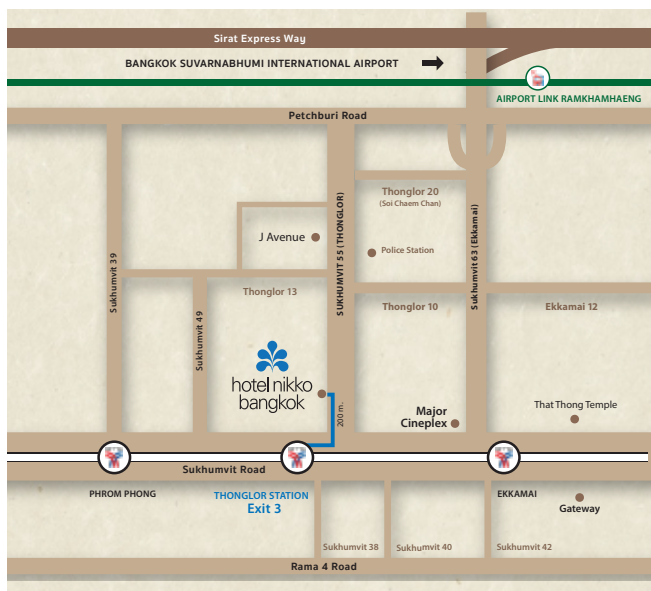 Sirat Express Way
BANGKOK SUVARNABHUMI INTERNATIONAL AIRPORT
AIRPORT LINK RAMKHAMHAENG
Petchburi Road
Thonglor 20
(Soi Chaem Chan)
SUKHUMVIT 55 (THONGLOR)
Sukhumvit 63 (Ekkamai)
J Avenue
Police Station
Sukhumvit 39
Thonglor 13
Thonglor 10
Ekkamai 12
Sukhumvit 49
hotel nikko
bangkok
200 m.
Major
Cineplex
That Thong Temple
Sukhumvit Road
PHROM PHONG
THONGLOR STATION
Exit 3
EKKAMAI
Gateway
Sukhumvit 38
Sukhumvit 40
Sukhumvit 42
Rama 4 Road